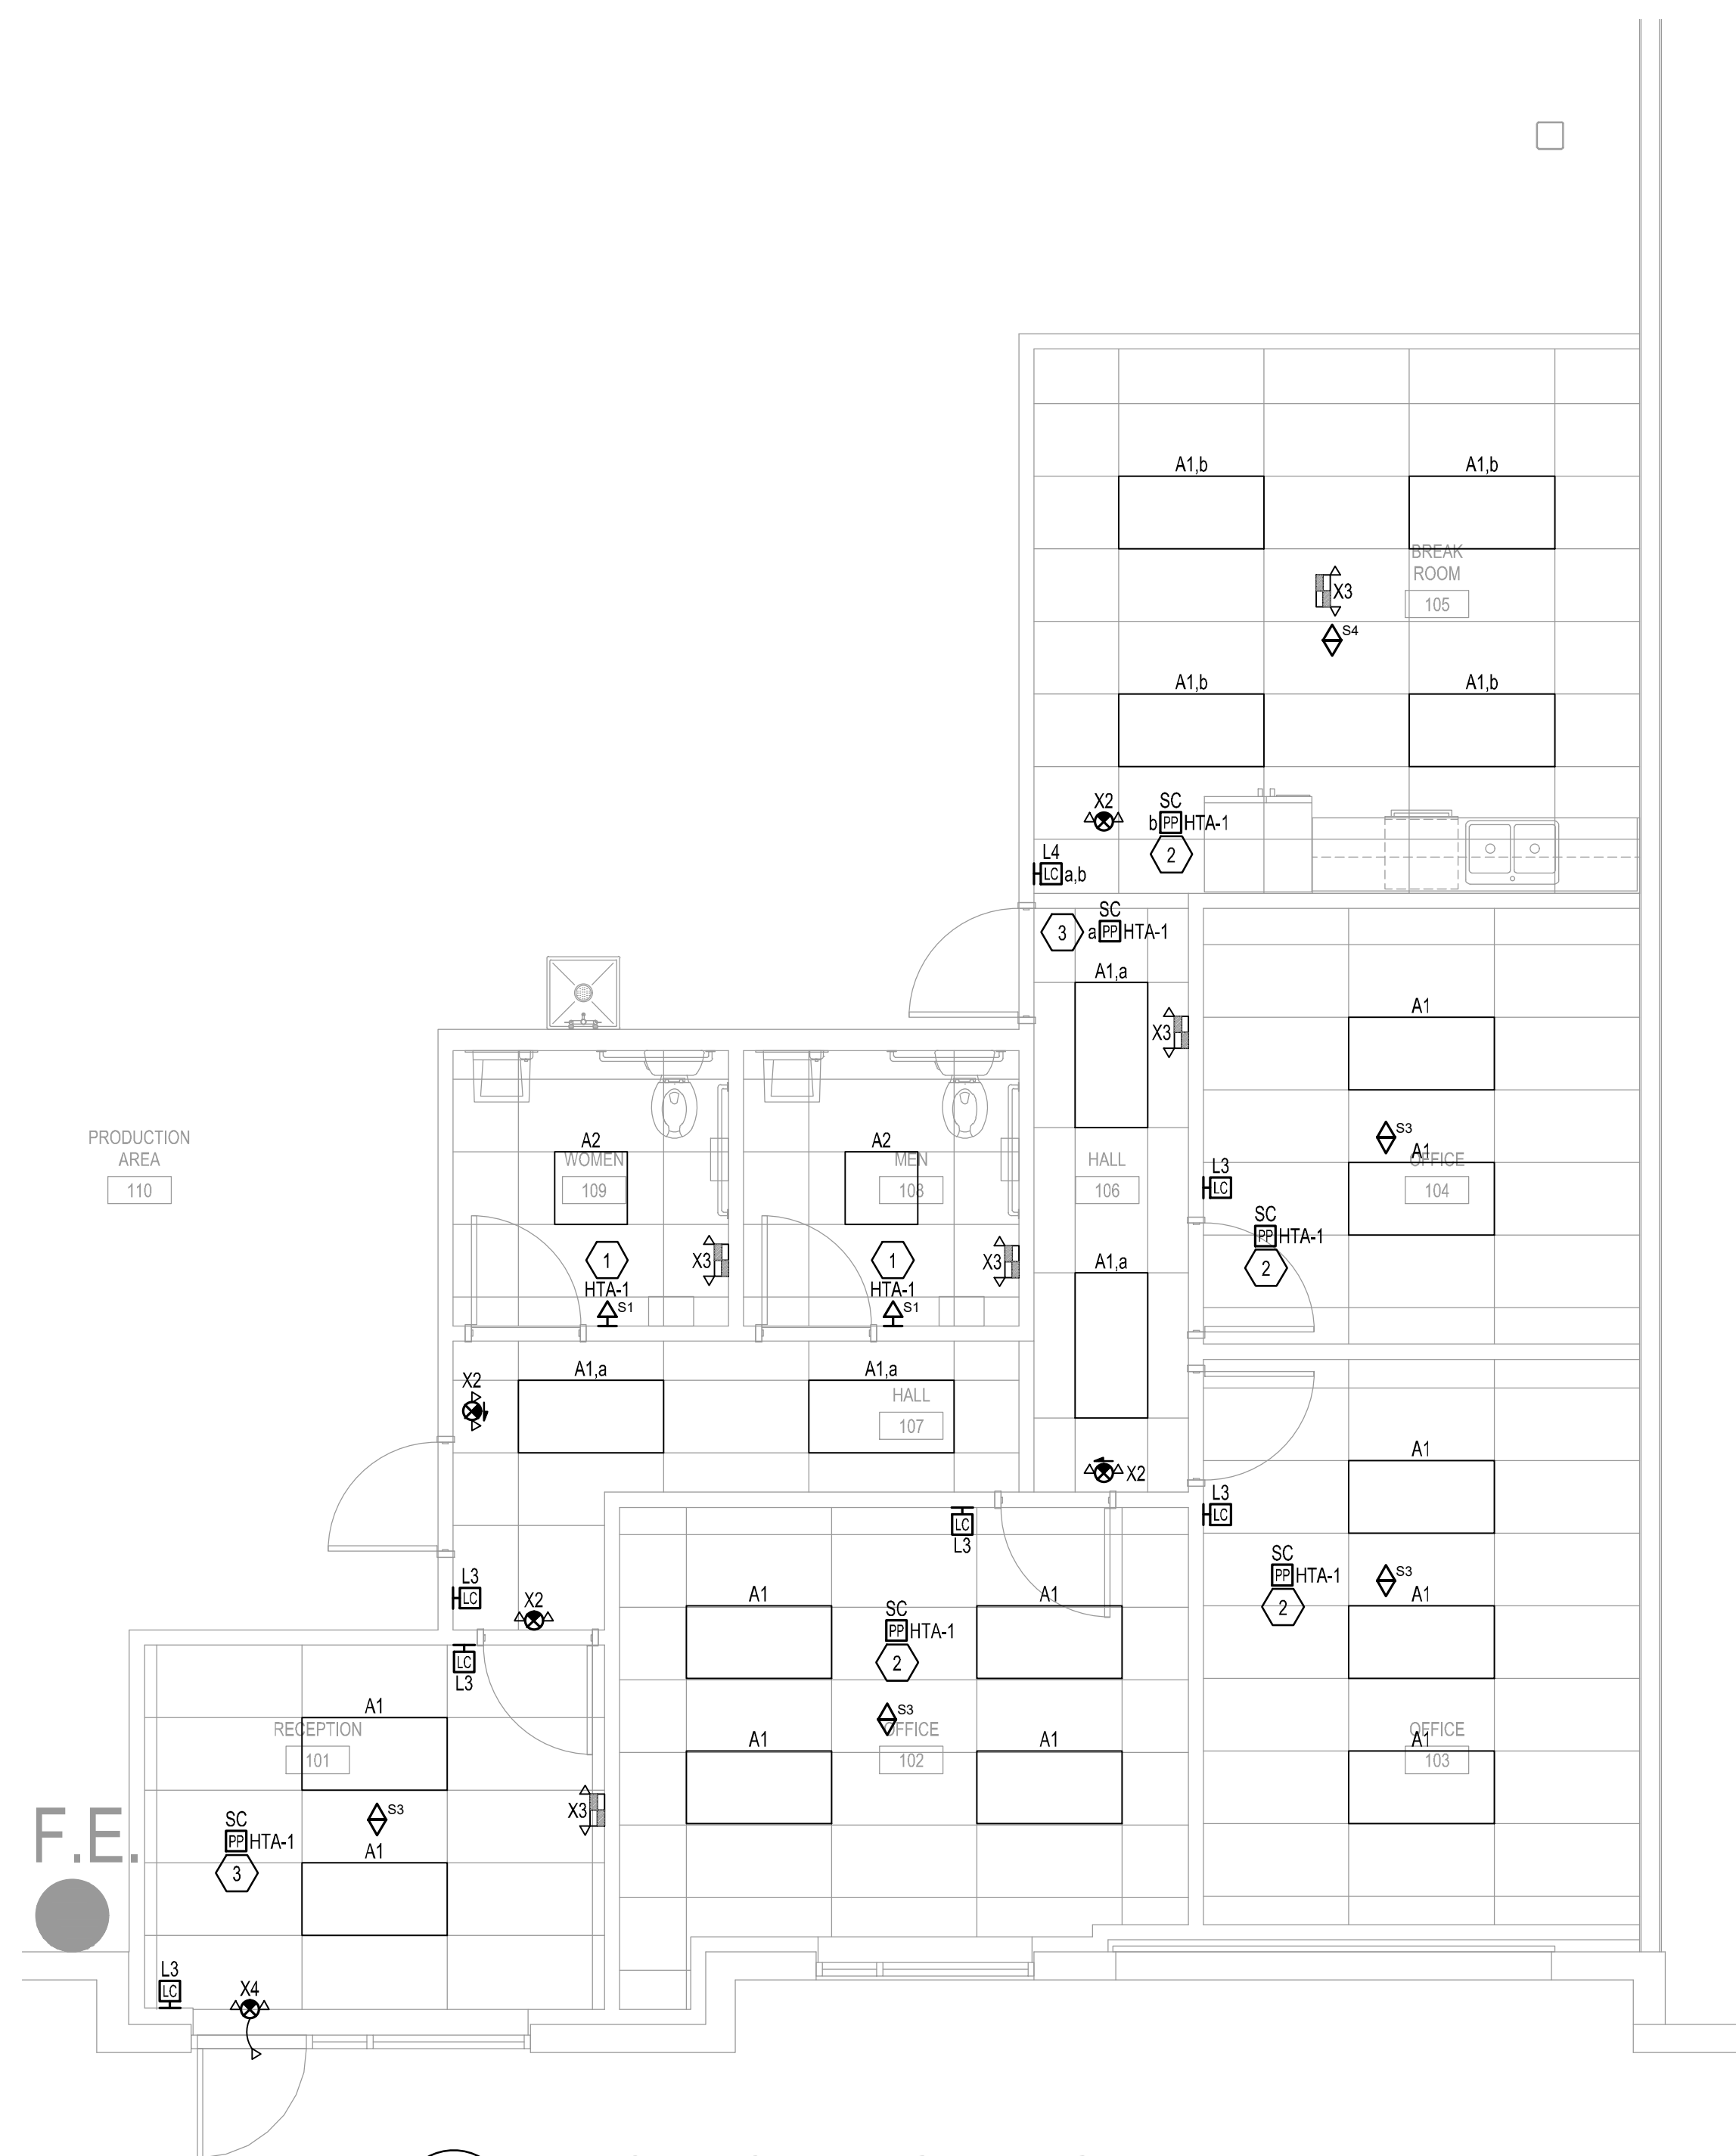 A1,b
A1,b
BREAK
ROOM
105
X3
S4
A1,b
A1,b
X2
SC
b PP HTA-1
2
L4
LC a,b
SC
3 a PP HTA-1
A1,a
X3
A1
S3
A1
OFFICE
104
L3
LC
SC
PP HTA-1
2
PRODUCTION
AREA
110
A2
WOMEN
109
A2
MEN
108
HALL
106
X3
1
HTA-1
S1
X3
1
HTA-1
S1
A1,a
A1,a
A1,a
HALL
107
X2
X2
A1
L3
LC
L3
LC
L3
LC
X2
SC
PP HTA-1
2
S3
A1
A1
A1
SC
PP HTA-1
2
S3
OFFICE
102
A1
A1
OFFICE
A1
103
LC
L3
A1
RECEPTION
101
X3
S3
SC
PP HTA-1
3
A1
F.E.
L3
LC
X4